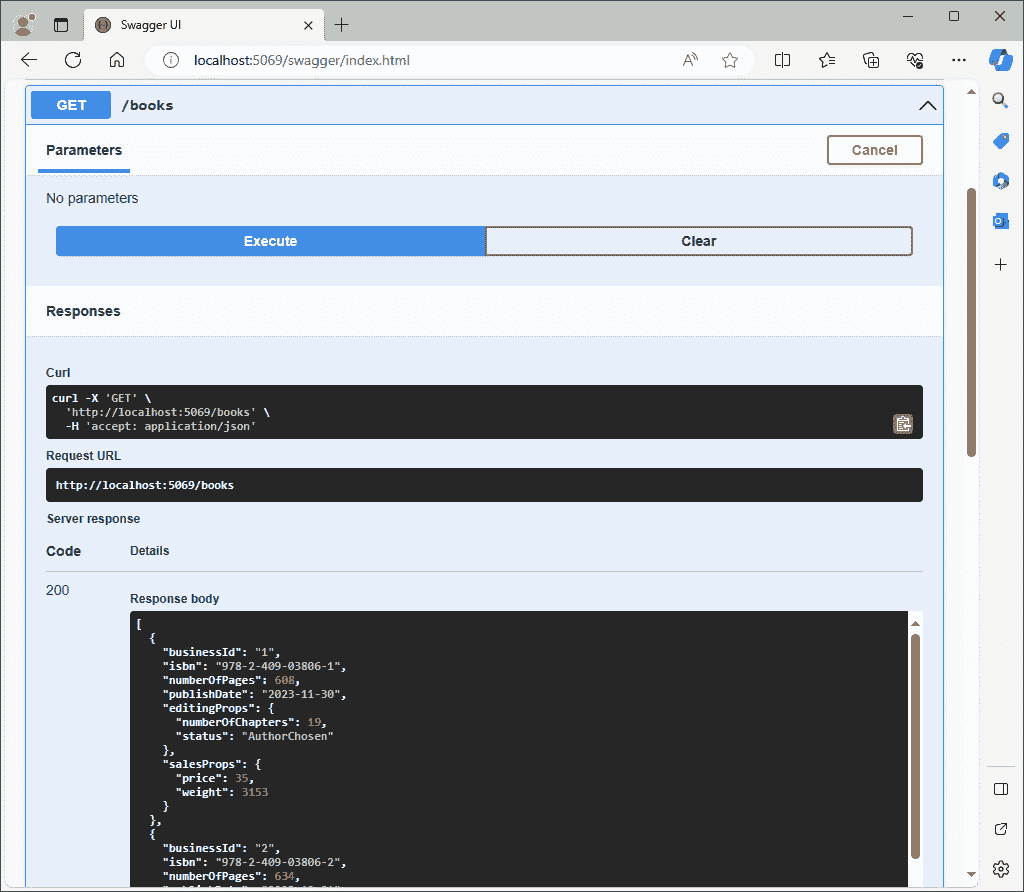 Swagger UI
localhost:5069/swagger/index.html
GET /books
Parameters
Cancel
No parameters
Execute
Clear
Responses
Curl
curl -X 'GET' \
'http://localhost:5069/books' \
-H 'accept: application/json'
Request URL
http://localhost:5069/books
Server response
Code Details
200
Response body
[
{
"businessId": "1",
"isbn": "978-2-409-03806-1",
"numberOfPages": 608,
"publishDate": "2023-11-30",
"editingProps": {
"numberOfChapters": 19,
"status": "AuthorChosen"
},
"salesProps": {
"price": 35,
"weight": 3153
}
},
{
"businessId": "2",
"isbn": "978-2-409-03806-2",
"numberOfPages": 634,